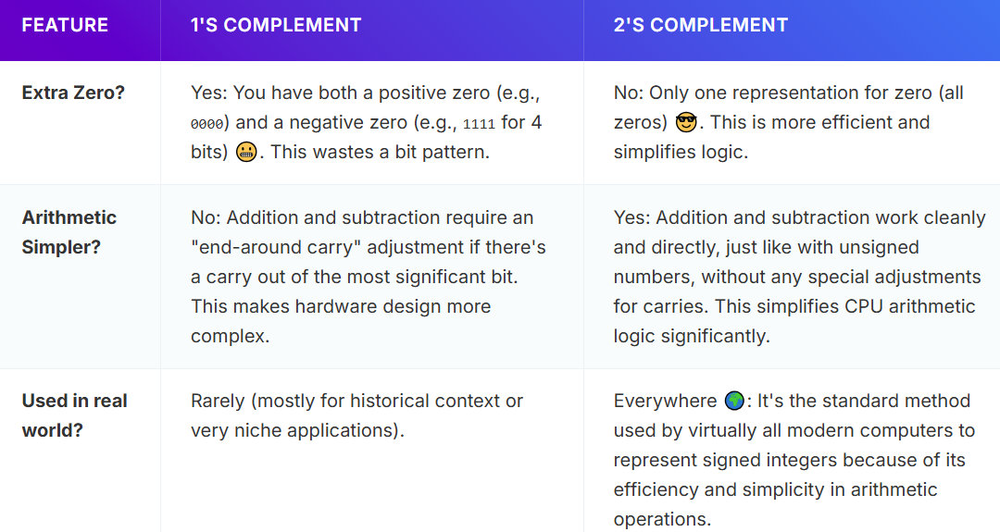 FEATURE
1'S COMPLEMENT
2'S COMPLEMENT
Extra Zero?
Yes: You have both a positive zero (e.g.,
0000) and a negative zero (e.g., 1111 for 4
bits) 😬. This wastes a bit pattern.
No: Only one representation for zero (all
zeros) 😎. This is more efficient and
simplifies logic.
Arithmetic
Simpler?
No: Addition and subtraction require an
"end-around carry" adjustment if there's
a carry out of the most significant bit.
This makes hardware design more
complex.
Yes: Addition and subtraction work cleanly
and directly, just like with unsigned
numbers, without any special adjustments
for carries. This simplifies CPU arithmetic
logic significantly.
Used in real
world?
Rarely (mostly for historical context or
very niche applications).
Everywhere 🌍: It's the standard method
used by virtually all modern computers to
represent signed integers because of its
efficiency and simplicity in arithmetic
operations.